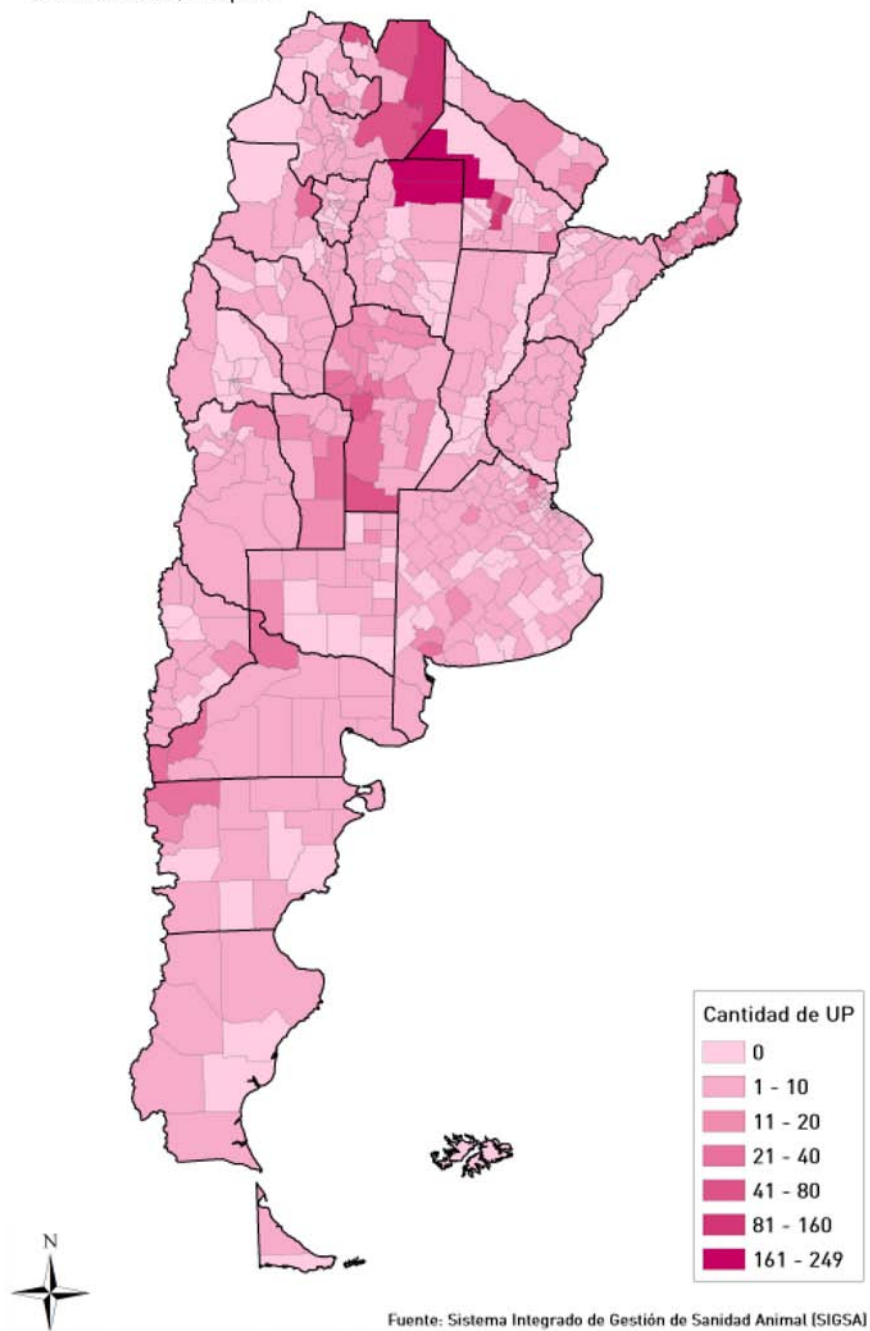 Cantidad de UP
0
1 - 10
11 - 20
21 - 40
41 - 80
81 - 160
161 - 249
N
Fuente: Sistema Integrado de Gestión de Sanidad Animal (SIGSA)